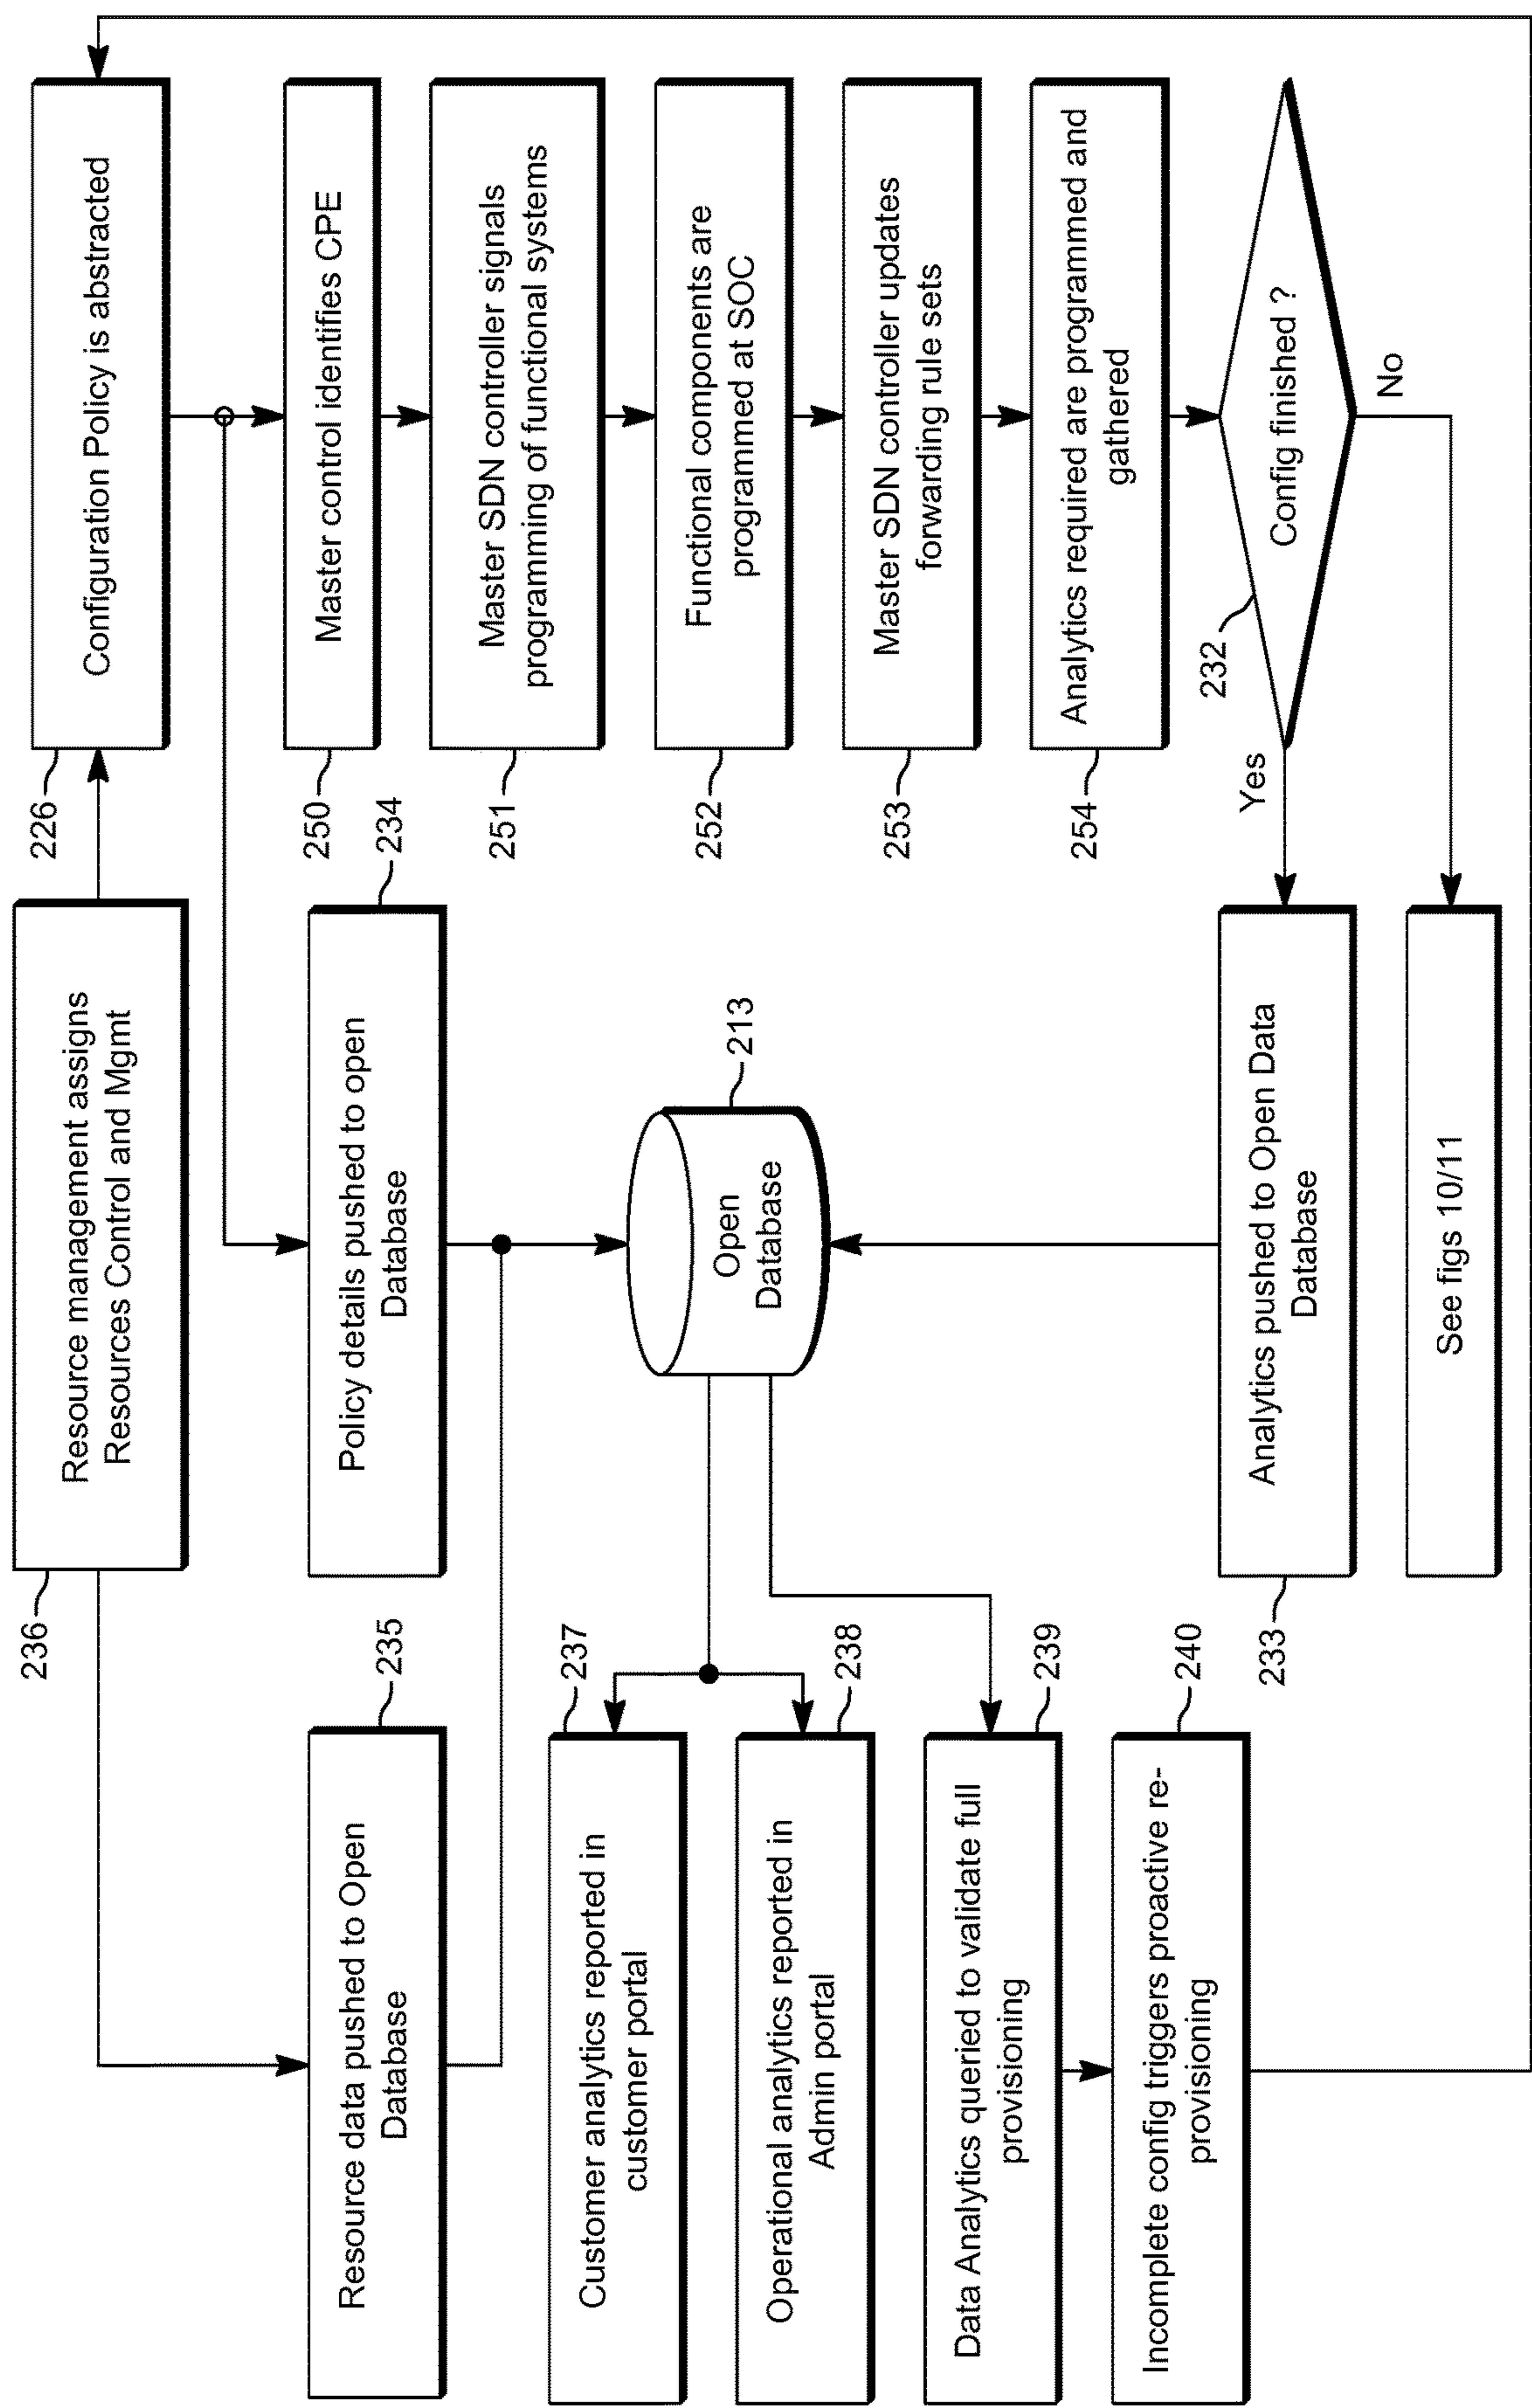 236
Resource management assigns
Resources Control and Mgmt
226
Configuration Policy is abstracted
235
Resource data pushed to Open
Database
234
Policy details pushed to open
Database
250
Master control identifies CPE
251
Master SDN controller signals
programming of functional systems
237
Customer analytics reported in
customer portal
213
Open
Database
252
Functional components are
programmed at SOC
238
Operational analytics reported in
Admin portal
253
Master SDN controller updates
forwarding rule sets
239
Data Analytics queried to validate full
provisioning
254
Analytics required are programmed and
gathered
240
Incomplete config triggers proactive re-
provisioning
233
Analytics pushed to Open Data
Database
Yes
232
Config finished ?
No
See figs 10/11